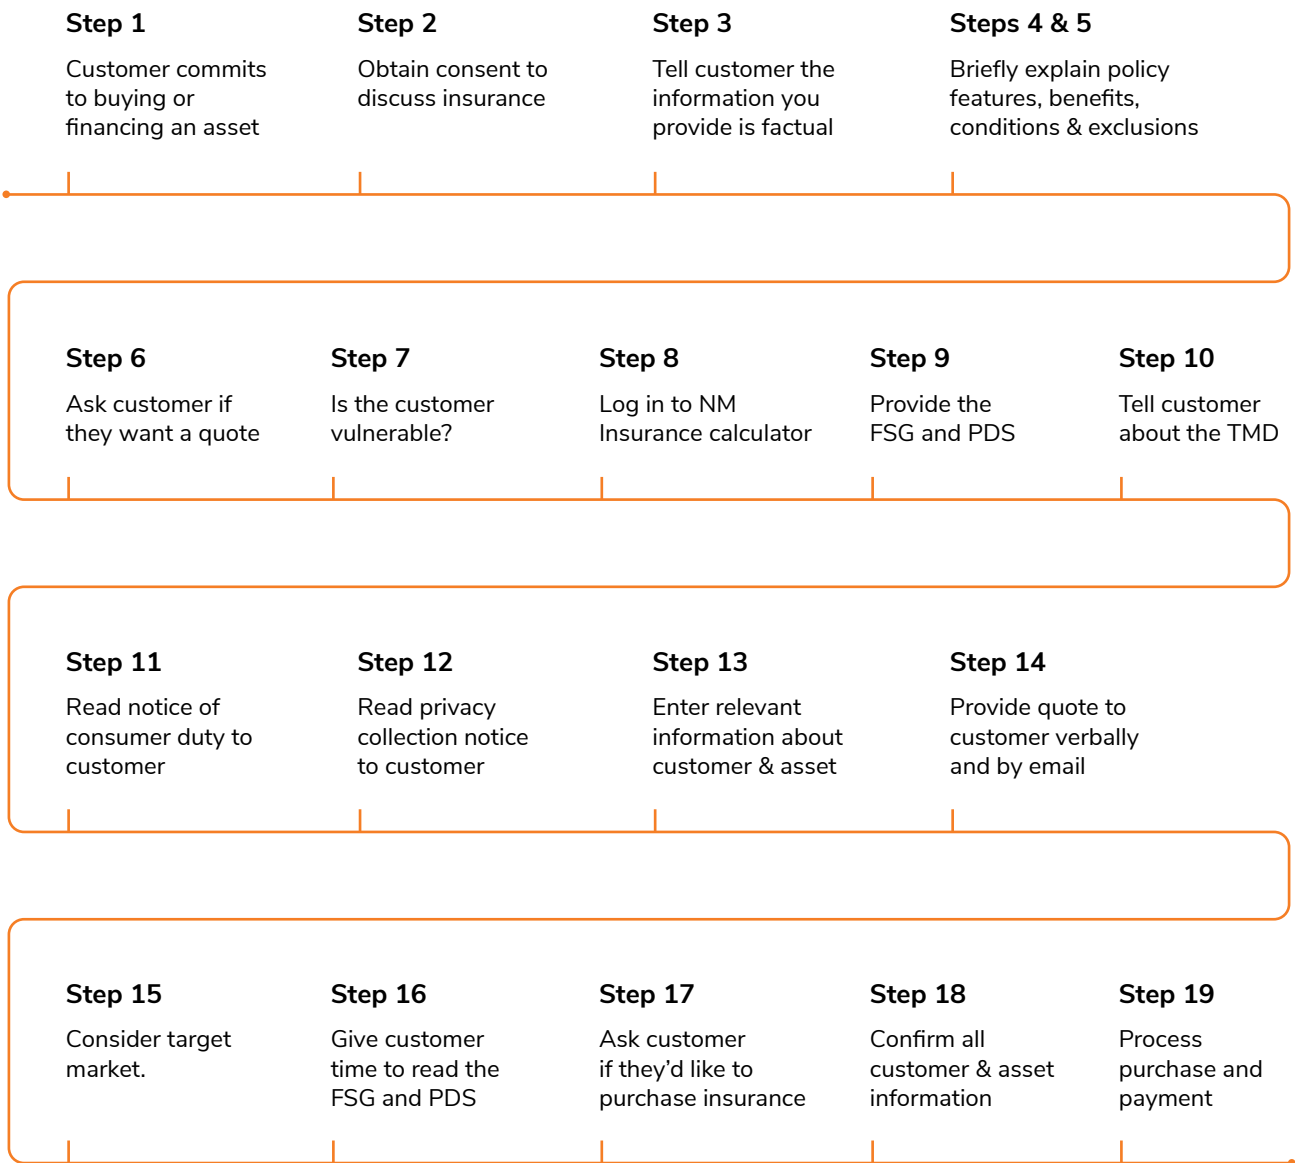 Step 1
Customer commits
to buying or
financing an asset
Step 2
Obtain consent to
discuss insurance
Step 3
Tell customer the
information you
provide is factual
Steps 4 & 5
Briefly explain policy
features, benefits,
conditions & exclusions
Step 6
Ask customer if
they want a quote
Step 7
Is the customer
vulnerable?
Step 8
Log in to NM
Insurance calculator
Step 9
Provide the
FSG and PDS
Step 10
Tell customer
about the TMD
Step 11
Read notice of
consumer duty to
customer
Step 12
Read privacy
collection notice
to customer
Step 13
Enter relevant
information about
customer & asset
Step 14
Provide quote to
customer verbally
and by email
Step 15
Consider target
market.
Step 16
Give customer
time to read the
FSG and PDS
Step 17
Ask customer
if they’d like to
purchase insurance
Step 18
Confirm all
customer & asset
information
Step 19
Process
purchase and
payment